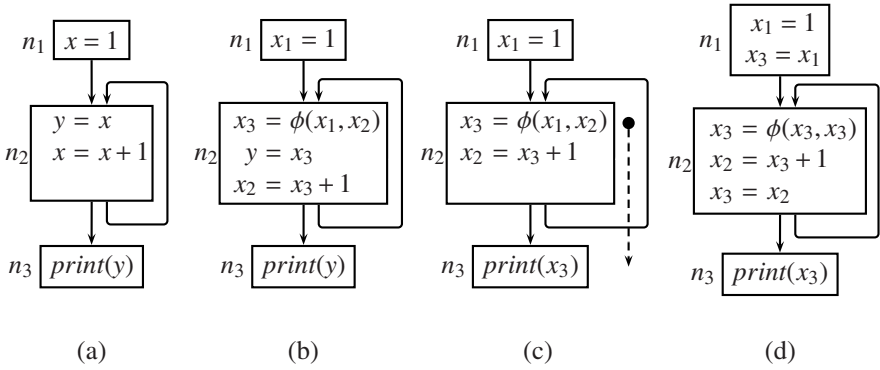 n1 x = 1
y = x
n2 x = x + 1
n3 print(y)
(a)
n1 x1 = 1
x3 = ϕ(x1, x2)
n2 y = x3
x2 = x3 + 1
n3 print(y)
(b)
n1 x1 = 1
x3 = ϕ(x1, x2)
n2 x2 = x3 + 1
n3 print(x3)
(c)
n1 x1 = 1
x3 = x1
x3 = ϕ(x3, x3)
n2 x2 = x3 + 1
x3 = x2
n3 print(x3)
(d)